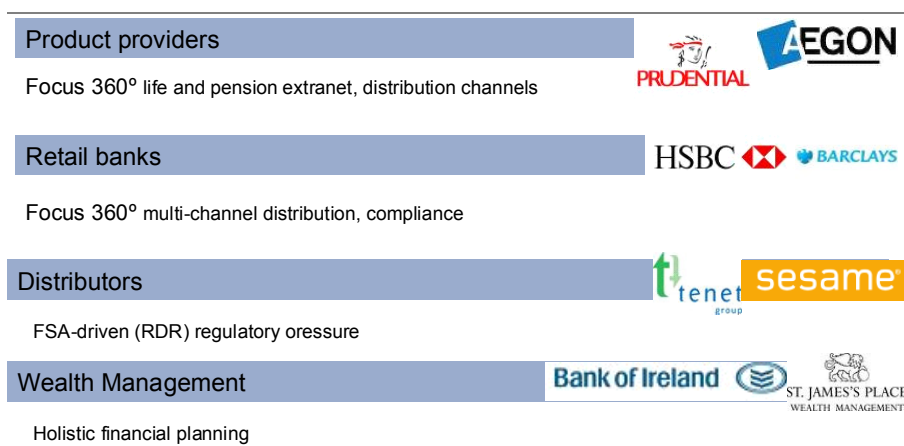 Product providers
PRUDENTIAL
AEGON
Focus 360º life and pension extranet, distribution channels
Retail banks
HSBC
BARCLAYS
Focus 360º multi-channel distribution, compliance
Distributors
tenet
group
sesame
FSA-driven (RDR) regulatory oressure
Wealth Management
Bank of Ireland
ST. JAMES'S PLACE
WEALTH MANAGEMENT
Holistic financial planning